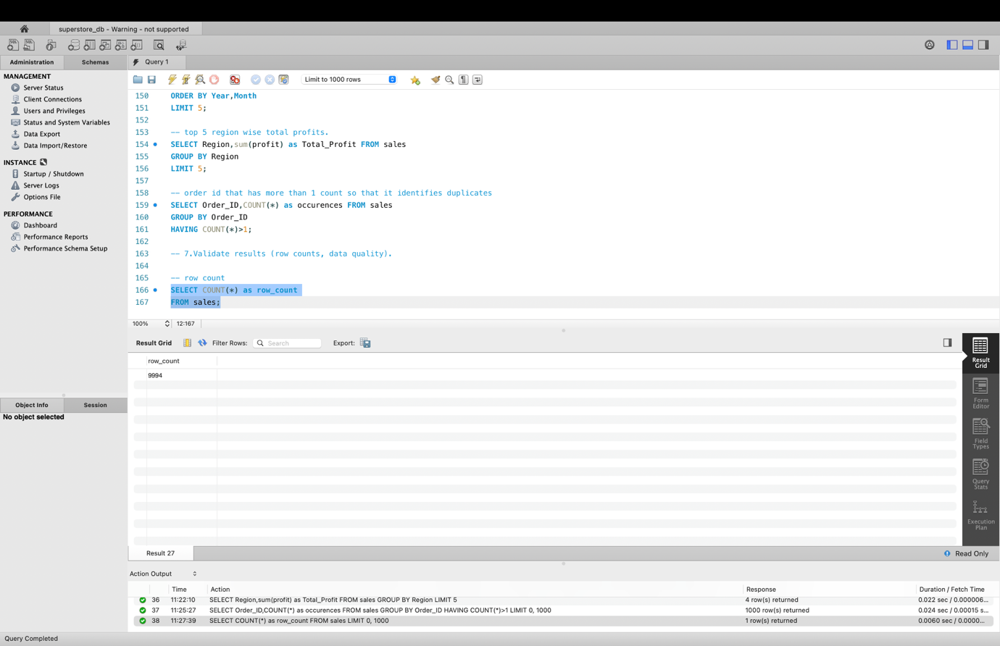 superstore_db - Warning - not supported
Administration
Schemas
Query 1
MANAGEMENT
Server Status
Client Connections
Users and Privileges
Status and System Variables
Data Export
Data Import/Restore
INSTANCE
Startup / Shutdown
Server Logs
Options File
PERFORMANCE
Dashboard
Performance Reports
Performance Schema Setup
Object Info
Session
No object selected
Limit to 1000 rows
150 ORDER BY Year,Month
151 LIMIT 5;
152
153 -- top 5 region wise total profits.
154 SELECT Region,sum(profit) as Total_Profit FROM sales
155 GROUP BY Region
156 LIMIT 5;
157
158 -- order id that has more than 1 count so that it identifies duplicates
159 SELECT Order_ID,COUNT(*) as occurences FROM sales
160 GROUP BY Order_ID
161 HAVING COUNT(*)>1;
162
163 -- 7.Validate results (row counts, data quality).
164
165 -- row count
166 SELECT COUNT(*) as row_count
167 FROM sales;
100% 12:167
Result Grid Filter Rows: Search Export:
row_count
9994
Result
Grid
Form
Editor
Field
Types
Query
Stats
Execution
Plan
Result 27
Read Only
Action Output
Time Action Response Duration / Fetch Time
36 11:22:10 SELECT Region,sum(profit) as Total_Profit FROM sales GROUP BY Region LIMIT 5 4 row(s) returned 0.022 sec / 0.000006...
37 11:25:27 SELECT Order_ID,COUNT(*) as occurences FROM sales GROUP BY Order_ID HAVING COUNT(*)>1 LIMIT 0, 1000 1000 row(s) returned 0.024 sec / 0.00015 s...
38 11:27:39 SELECT COUNT(*) as row_count FROM sales LIMIT 0, 1000 1 row(s) returned 0.0060 sec / 0.0000...
Query Completed